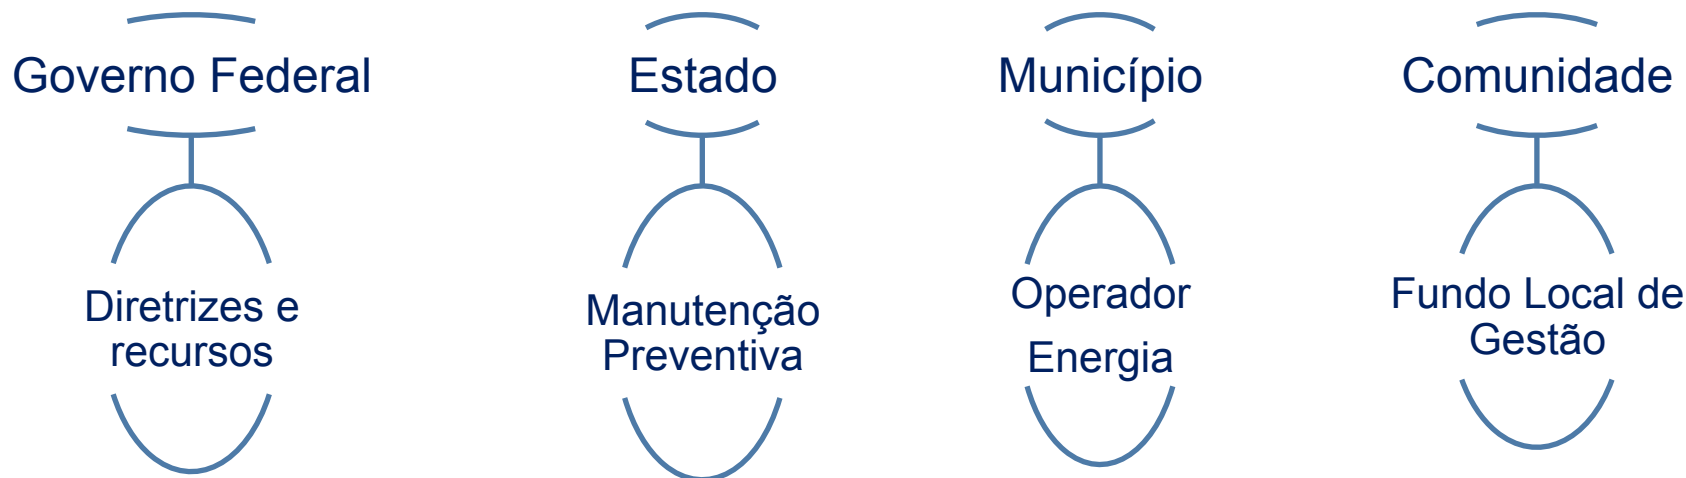 Governo Federal
Estado
Município
Comunidade
Diretrizes e
recursos
Manutenção
Preventiva
Operador
Energia
Fundo Local de
Gestão